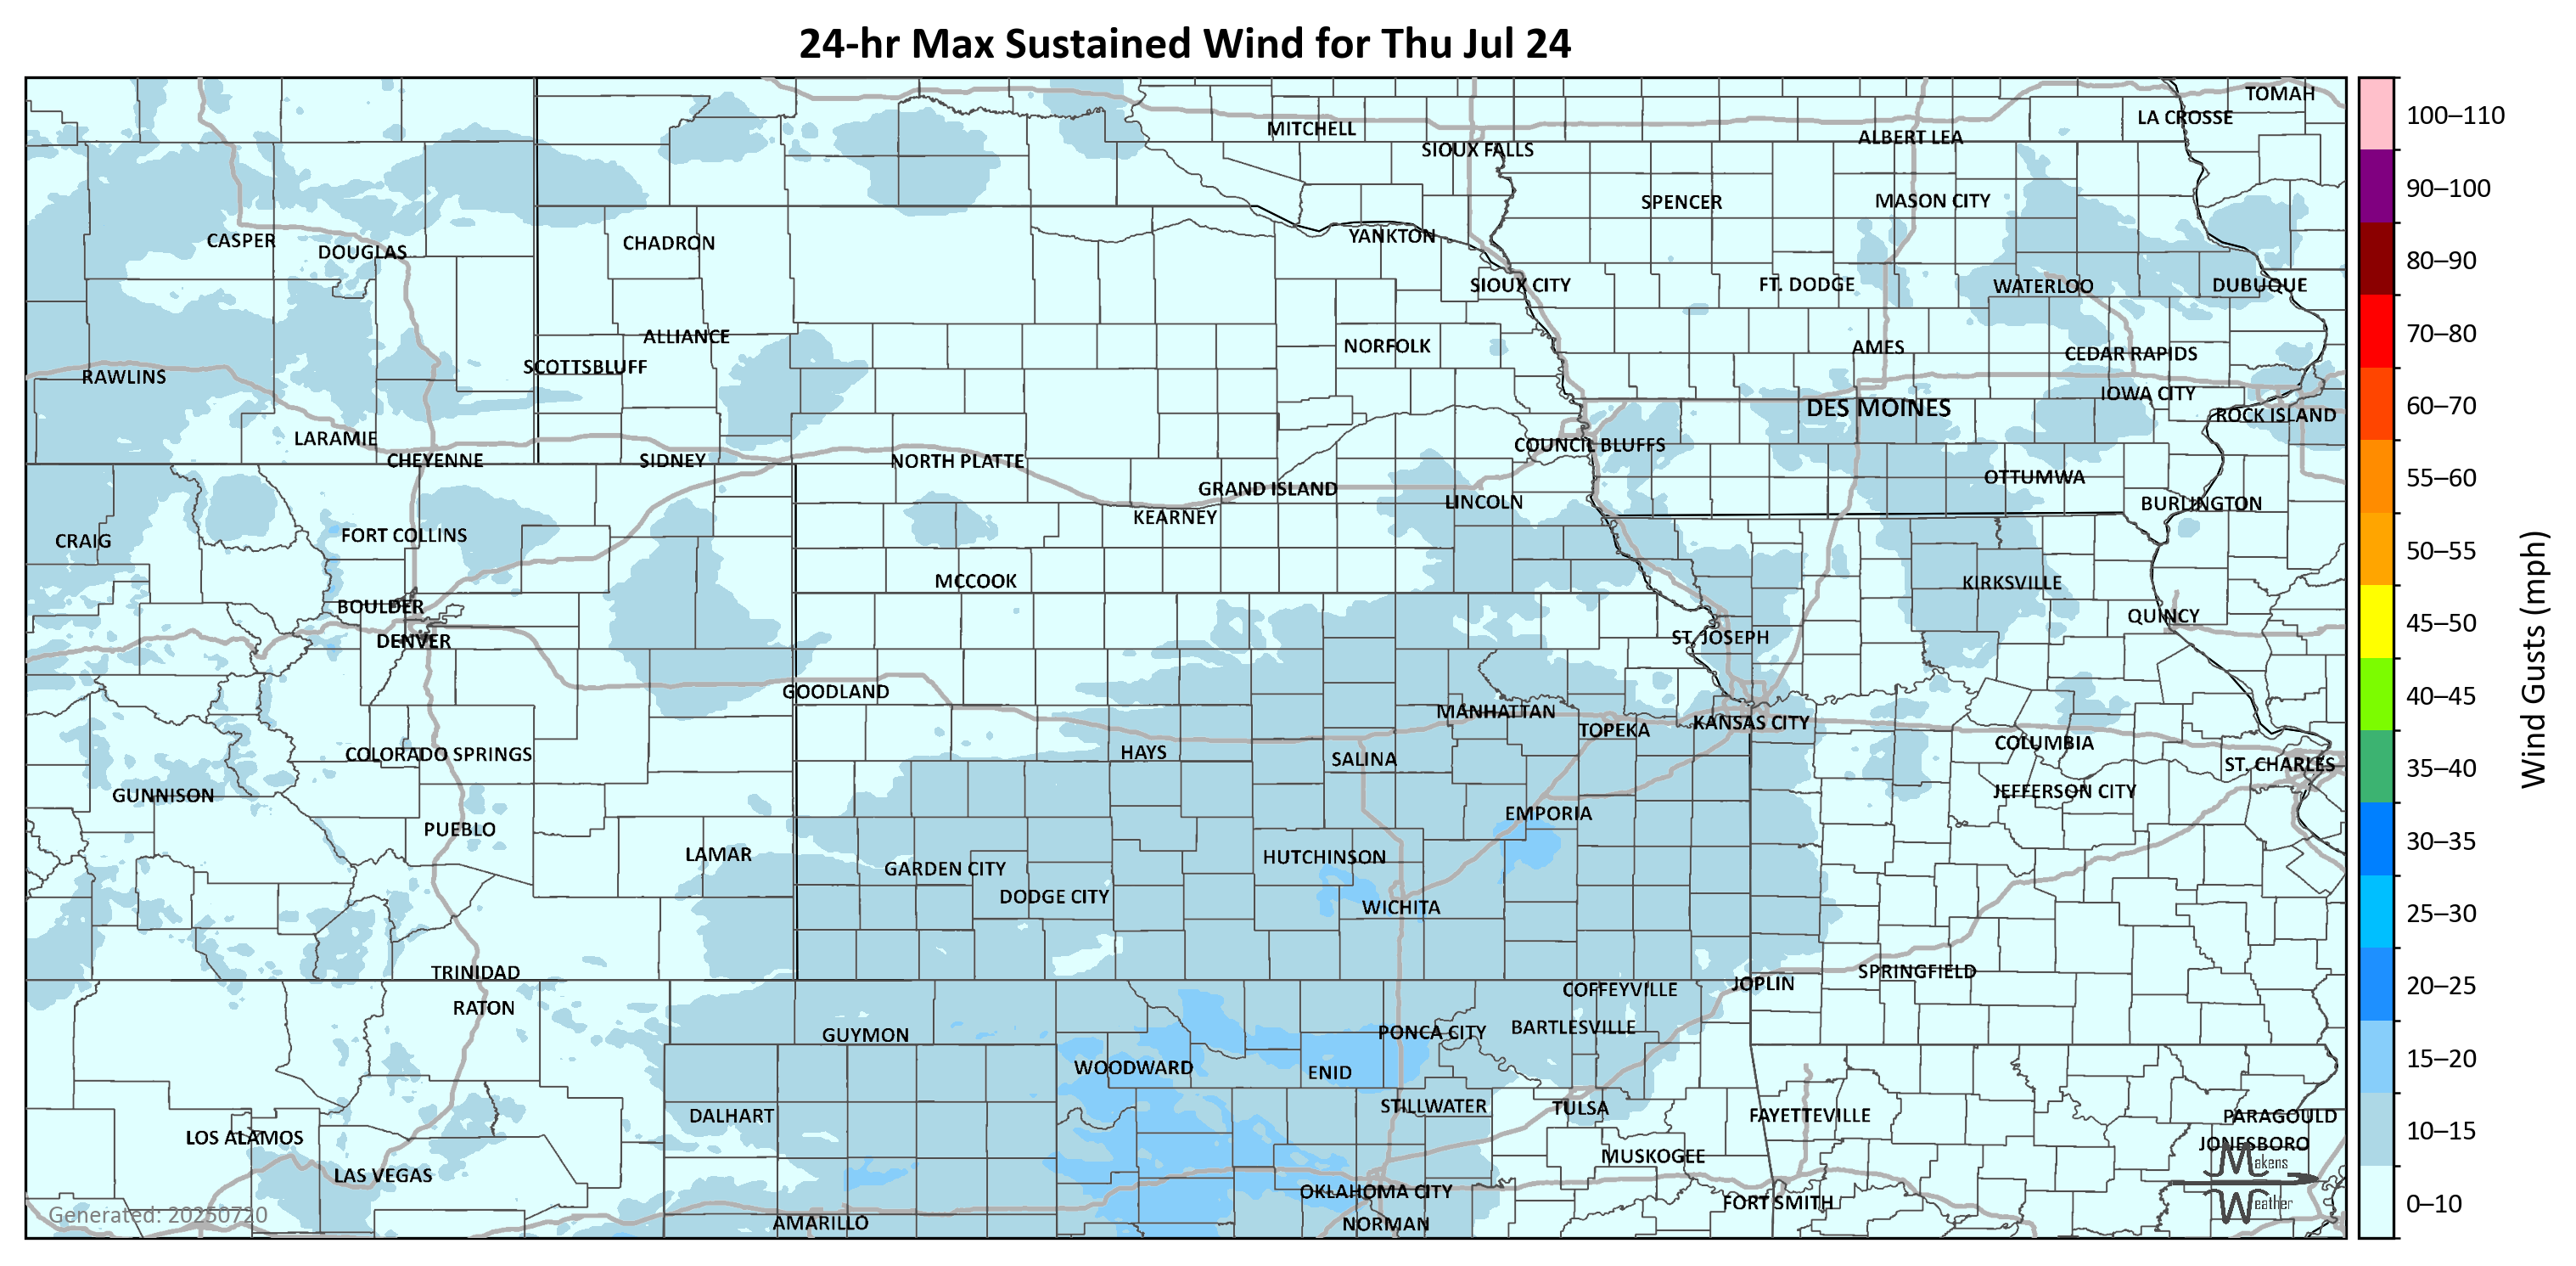 24-hr Max Sustained Wind for Thu Jul 24
TOMAH
LA CROSSE
MITCHELL
ALBERT LEA
SIOUX FALLS
SPENCER
MASON CITY
CASPER
DOUGLAS
CHADRON
YANKTON
SIOUX CITY
FT. DODGE
WATERLOO
DUBUQUE
ALLIANCE
NORFOLK
AMES
CEDAR RAPIDS
SCOTTSBLUFF
RAWLINS
IOWA CITY
DES MOINES
ROCK ISLAND
LARAMIE
COUNCIL BLUFFS
CHEYENNE
SIDNEY
NORTH PLATTE
OTTUMWA
GRAND ISLAND
LINCOLN
BURLINGTON
KEARNEY
FORT COLLINS
CRAIG
MCCOOK
KIRKSVILLE
BOULDER
QUINCY
DENVER
ST. JOSEPH
GOODLAND
MANHATTAN
KANSAS CITY
TOPEKA
COLUMBIA
HAYS
COLORADO SPRINGS
SALINA
ST. CHARLES
GUNNISON
JEFFERSON CITY
EMPORIA
PUEBLO
LAMAR
HUTCHINSON
GARDEN CITY
DODGE CITY
WICHITA
TRINIDAD
SPRINGFIELD
JOPLIN
COFFEYVILLE
RATON
BARTLESVILLE
PONCA CITY
GUYMON
WOODWARD
ENID
STILLWATER
TULSA
DALHART
FAYETTEVILLE
PARAGOULD
LOS ALAMOS
JONESBORO
MUSKOGEE
LAS VEGAS
OKLAHOMA CITY
FORT SMITH
AMARILLO
NORMAN
Generated: 20250720
Makens
Weather
100–110
90–100
80–90
70–80
60–70
55–60
50–55
45–50
40–45
35–40
30–35
25–30
20–25
15–20
10–15
0–10
Wind Gusts (mph)